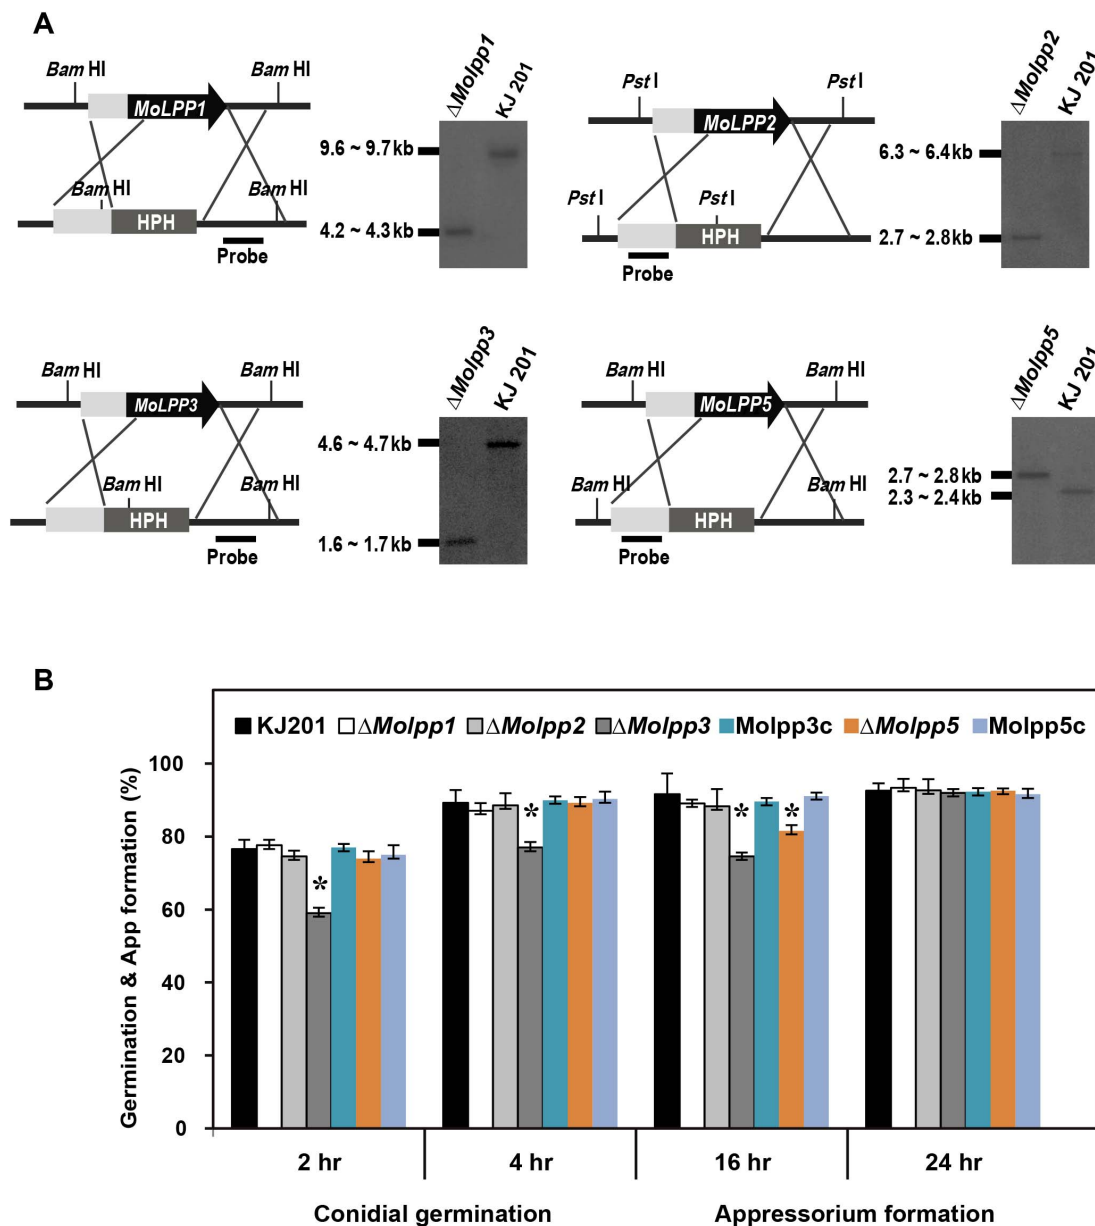 A
Bam HI
Bam HI
MoLPP1
Bam HI
Bam HI
HPH
Probe
ΔMolpp1
KJ 201
9.6 ~ 9.7 kb
4.2 ~ 4.3 kb
Pst I
Pst I
MoLPP2
Pst I
Pst I
HPH
Probe
ΔMolpp2
KJ 201
6.3 ~ 6.4 kb
2.7 ~ 2.8 kb
Bam HI
Bam HI
MoLPP3
Bam HI
Bam HI
HPH
Probe
ΔMolpp3
KJ 201
4.6 ~ 4.7 kb
1.6 ~ 1.7 kb
Bam HI
Bam HI
MoLPP5
Bam HI
Bam HI
HPH
Probe
ΔMolpp5
KJ 201
2.7 ~ 2.8 kb
2.3 ~ 2.4 kb
B
KJ201 ΔMolpp1 ΔMolpp2 ΔMolpp3 Molpp3c ΔMolpp5 Molpp5c
Germination & App formation (%)
100
80
60
40
20
0
*
*
*
*
2 hr 4 hr 16 hr 24 hr
Conidial germination Appressorium formation